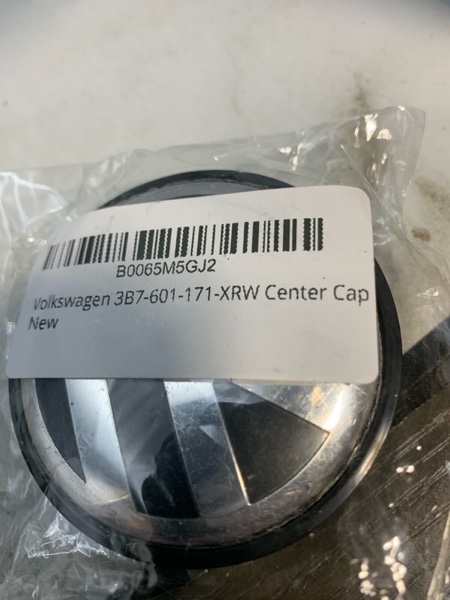 B0065M5GJ2
Volkswagen 3B7-601-171-XRW Center Cap
New